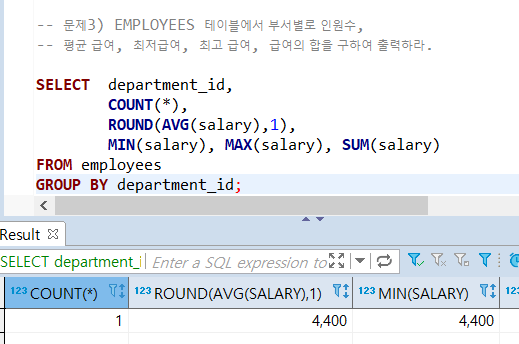 -- 문제3) EMPLOYEES 테이블에서 부서별로 인원수,
-- 평균 급여, 최저급여, 최고 급여, 급여의 합을 구하여 출력하라.
SELECT department_id,
COUNT(*),
ROUND(AVG(salary),1),
MIN(salary), MAX(salary), SUM(salary)
FROM employees
GROUP BY department_id;
Result
SELECT department_i Enter a SQL expression to
123 COUNT(*) 123 ROUND(AVG(SALARY),1) 123 MIN(SALARY)
1 4,400 4,400